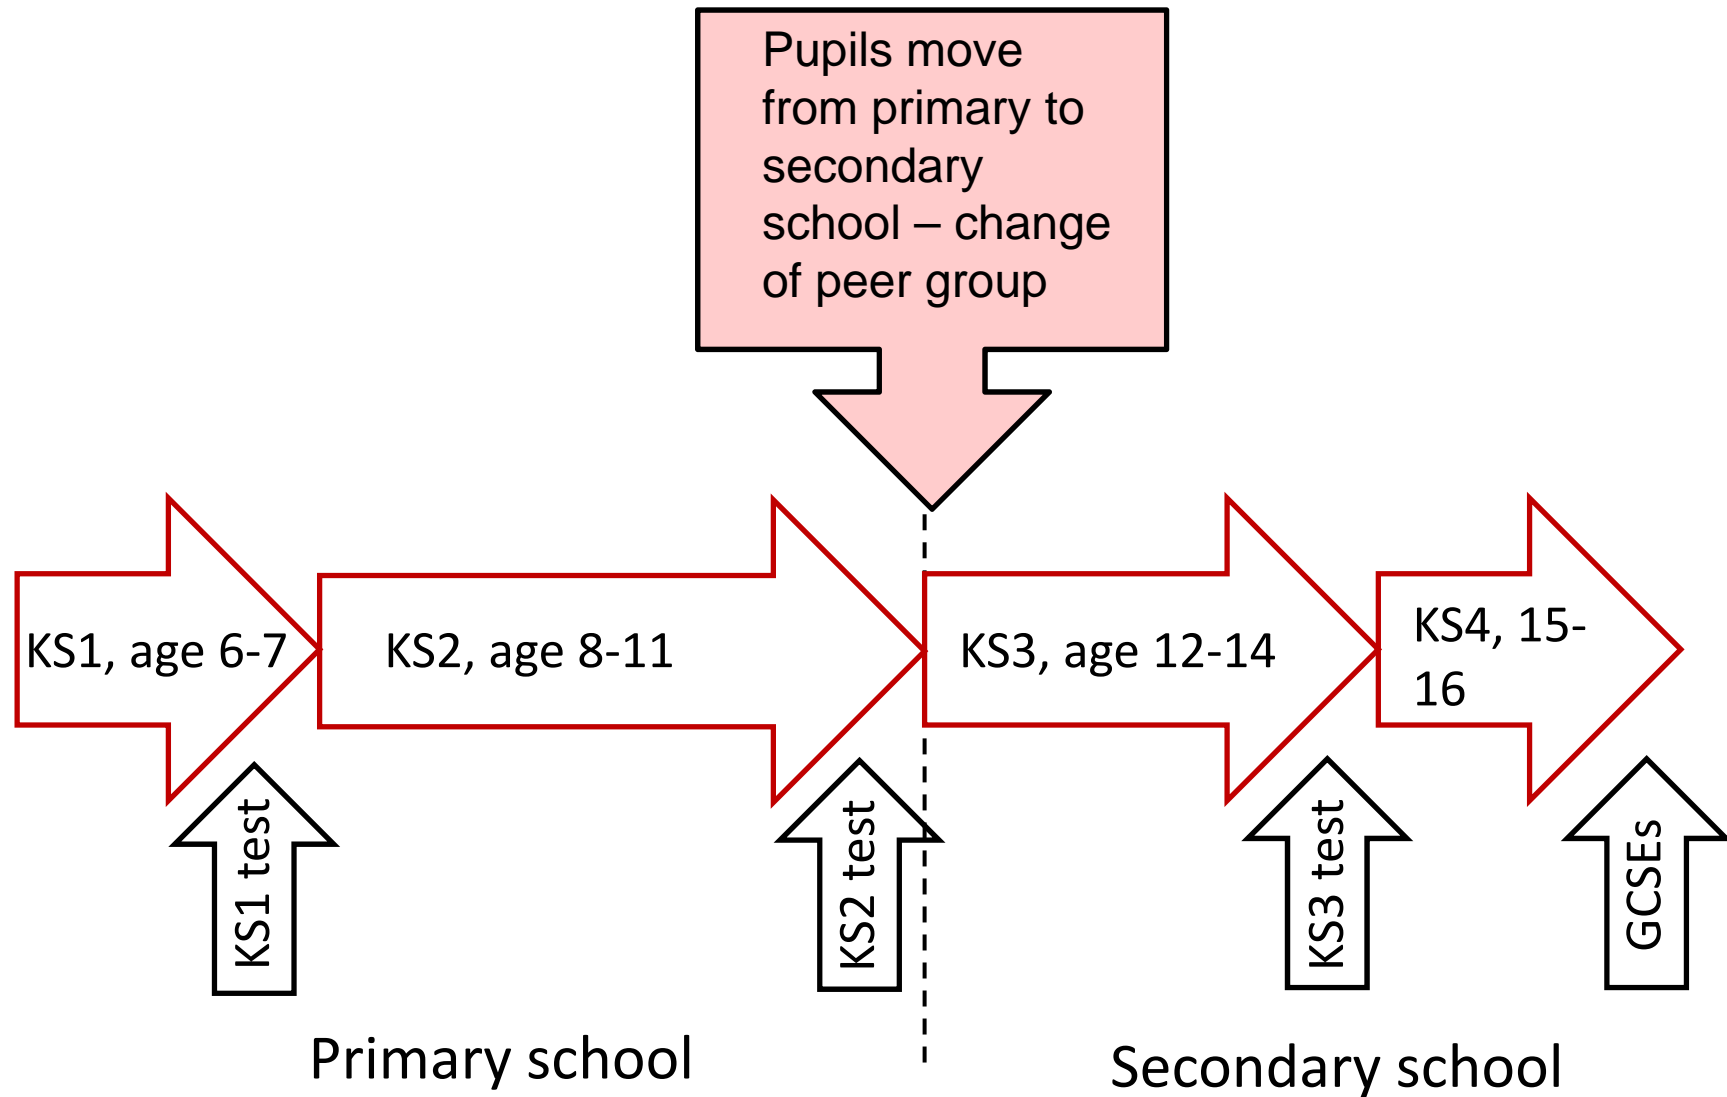 Pupils move
from primary to
secondary
school – change
of peer group
KS1, age 6-7
KS2, age 8-11
KS3, age 12-14
KS4, 15-
16
KS1 test
KS2 test
KS3 test
GCSEs
Primary school
Secondary school